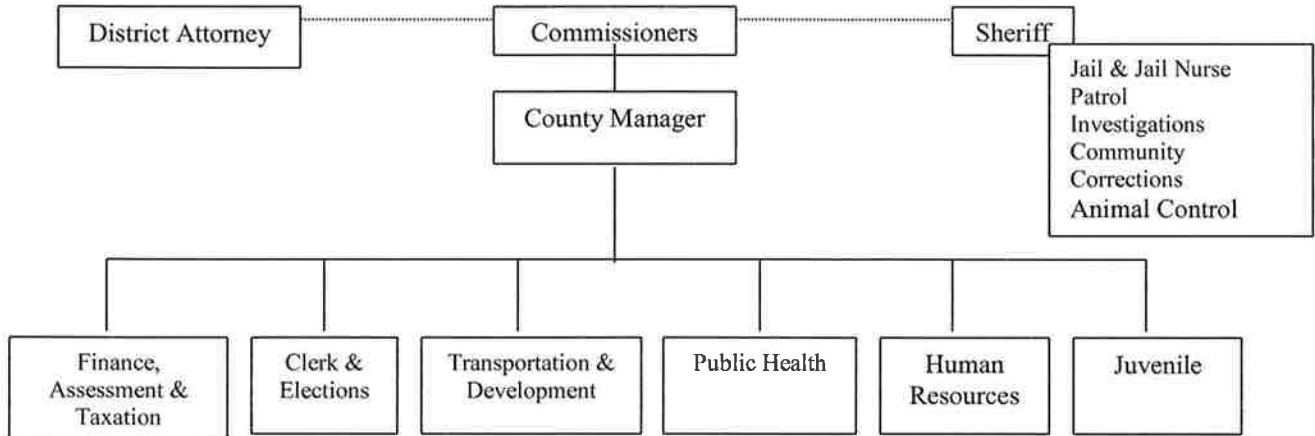 District Attorney
Commissioners
Sheriff
Jail & Jail Nurse
Patrol
Investigations
Community
Corrections
Animal Control
County Manager
Finance,
Assessment &
Taxation
Clerk &
Elections
Transportation &
Development
Public Health
Human
Resources
Juvenile